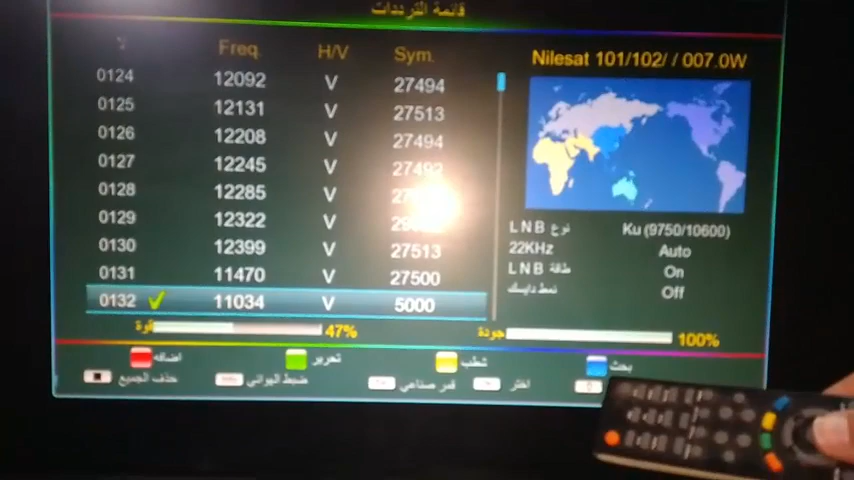 قائمة الترددات
Freq. H/V Sym.
0124 12092 V 27494
0125 12131 V 27513
0126 12208 V 27494
0127 12245 V 27492
0128 12285 V
0129 12322 V
0130 12399 V 27513
0131 11470 V 27500
0132 11034 V 5000
قوة 47% جودة 100%
Nilesat 101/102/ / 007.0W
LNB نوع Ku (9750/10600)
22KHz Auto
LNB طاقة On
نمط دايسك Off
اضافه تحرير شطب بحث
حذف الجميع ضبط الهوائي قمر صناعي اختر